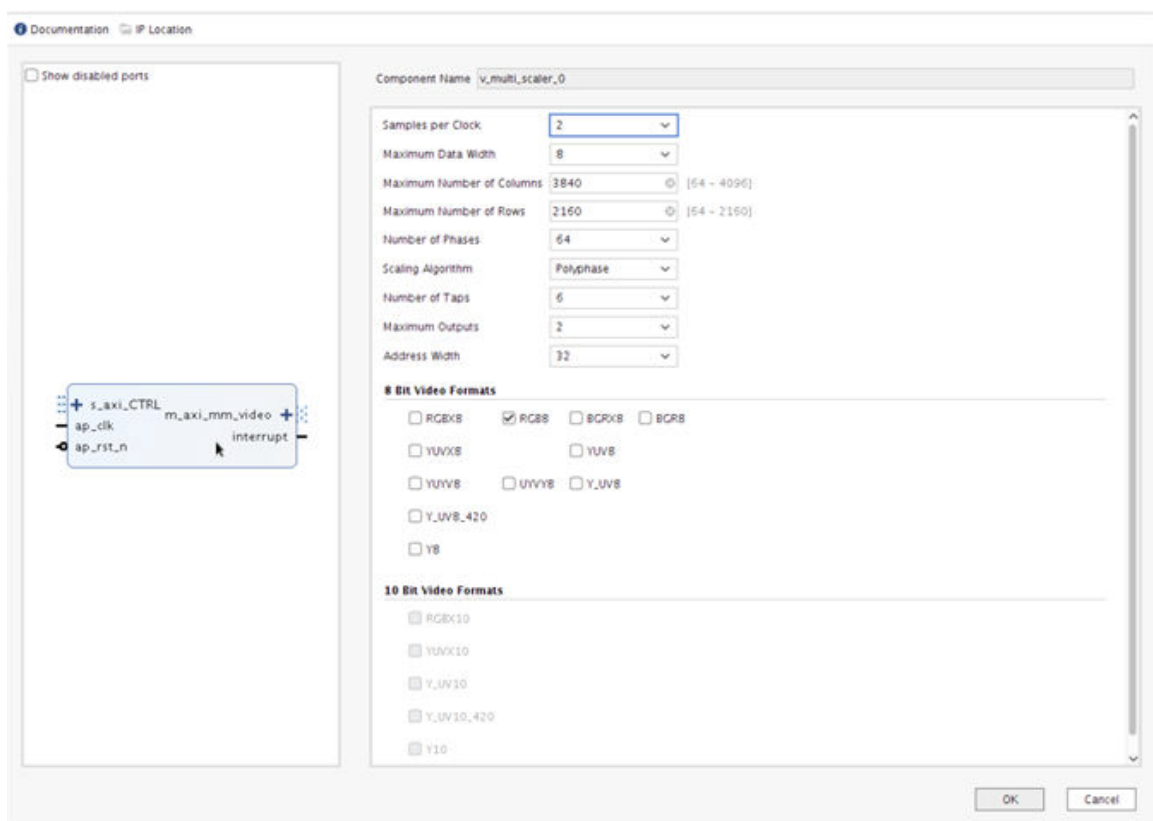 Documentation IP Location
Show disabled ports
s_axi_CTRL
m_axi_mm_video
ap_clk
interrupt
ap_rst_n
Component Name v_multi_scaler_0
Samples per Clock 2
Maximum Data Width 8
Maximum Number of Columns 3840 [64 - 4096]
Maximum Number of Rows 2160 [64 - 2160]
Number of Phases 64
Scaling Algorithm Polyphase
Number of Taps 6
Maximum Outputs 2
Address Width 32
8 Bit Video Formats
RGBX8 RGB8 BGRX8 BGR8
YUVX8 YUV8
YUYV8 UYVY8 Y_UV8
Y_UV8_420
Y8
10 Bit Video Formats
RGBX10
YUVX10
Y_UV10
Y_UV10_420
Y10
OK Cancel